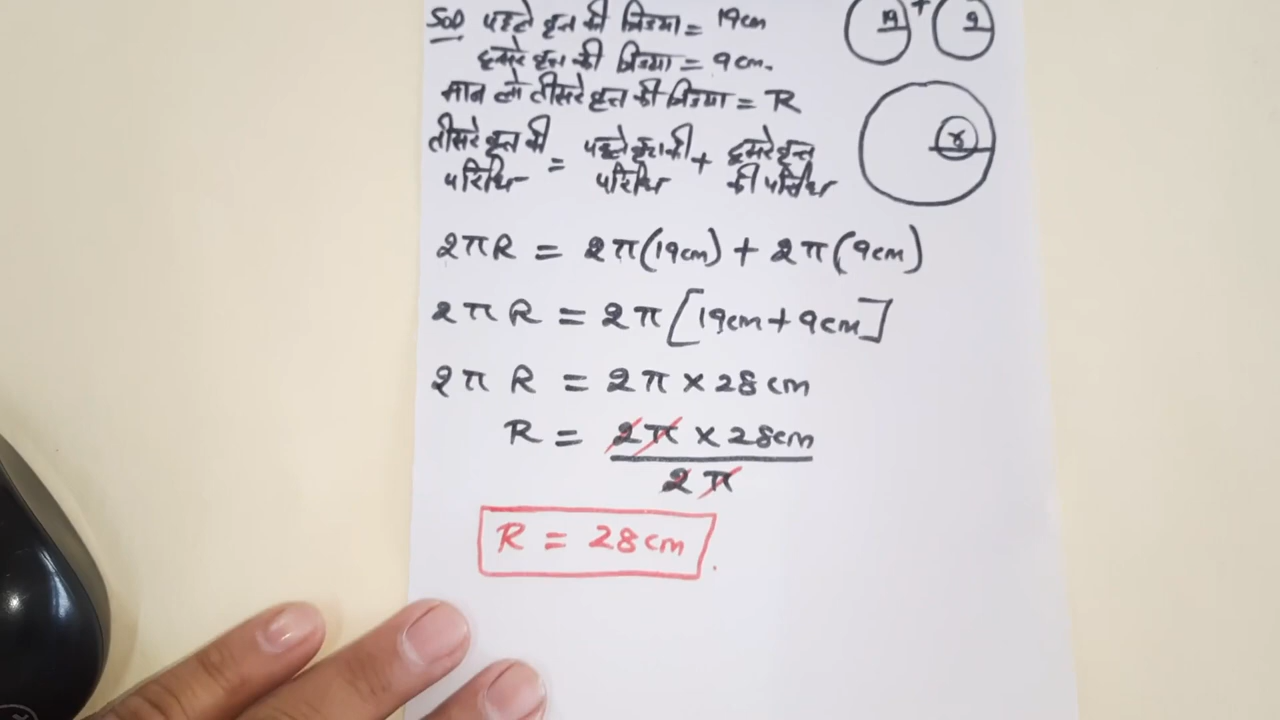 Sol) पहले वृत्त की त्रिज्या = 19cm
दूसरे वृत्त की त्रिज्या = 9cm.
मान लो तीसरे वृत्त की त्रिज्या = R
तीसरे वृत्त की परिधि = पहले वृत्त की परिधि + दूसरे वृत्त की परिधि
19 + 9
r
2πR = 2π(19cm) + 2π(9cm)
2πR = 2π[19cm+9cm]
2πR = 2π×28cm
R = 2π×28cm
2π
R = 28cm.